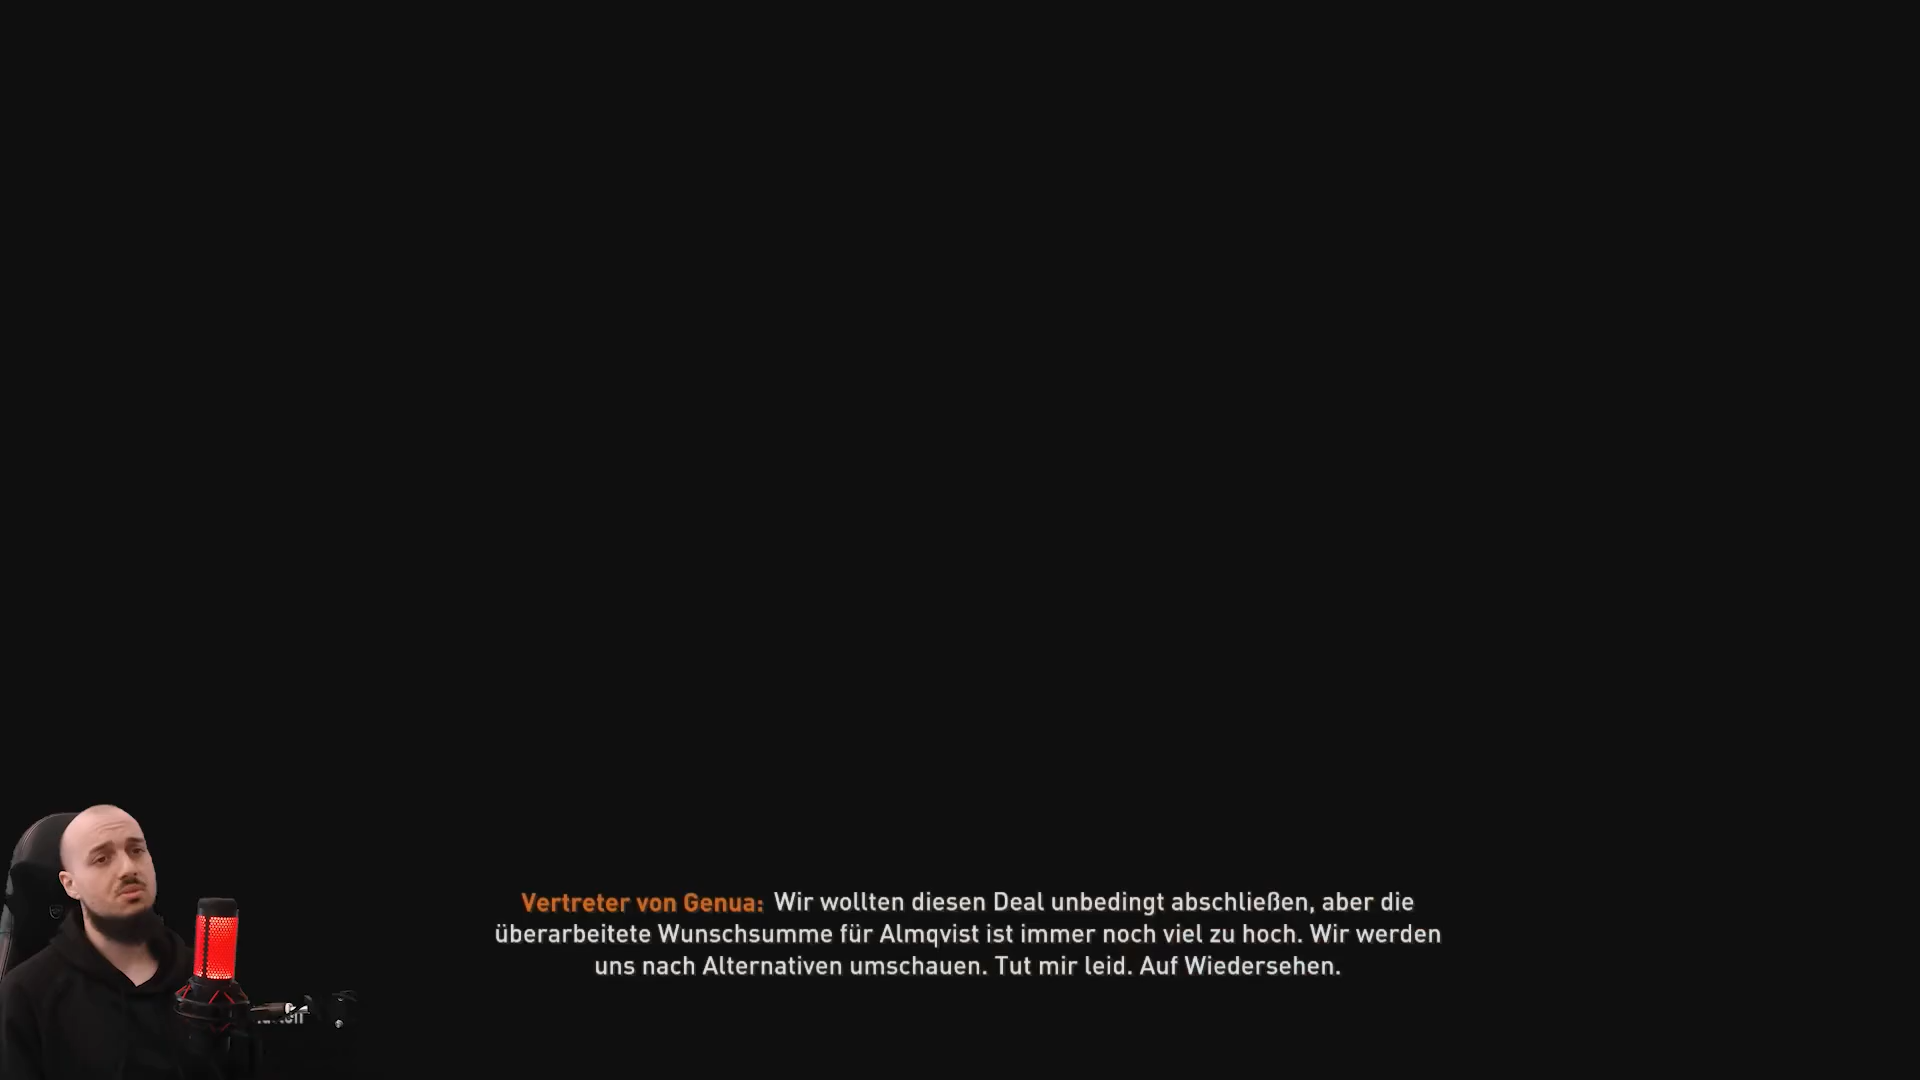 Vertreter von Genua: Wir wollten diesen Deal unbedingt abschließen, aber die
überarbeitete Wunschsumme für Almqvist ist immer noch viel zu hoch. Wir werden
uns nach Alternativen umschauen. Tut mir leid. Auf Wiedersehen.